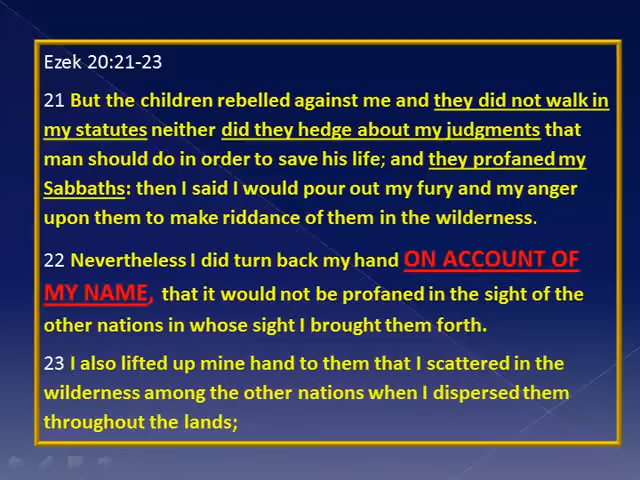 Ezek 20:21-23
21 But the children rebelled against me and they did not walk in
my statutes neither did they hedge about my judgments that
man should do in order to save his life; and they profaned my
Sabbaths: then I said I would pour out my fury and my anger
upon them to make riddance of them in the wilderness.
22 Nevertheless I did turn back my hand ON ACCOUNT OF
MY NAME, that it would not be profaned in the sight of the
other nations in whose sight I brought them forth.
23 I also lifted up mine hand to them that I scattered in the
wilderness among the other nations when I dispersed them
throughout the lands;